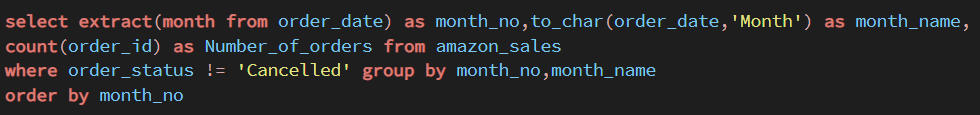 select extract(month from order_date) as month_no,to_char(order_date,'Month') as month_name,
count(order_id) as Number_of_orders from amazon_sales
where order_status != 'Cancelled' group by month_no,month_name
order by month_no